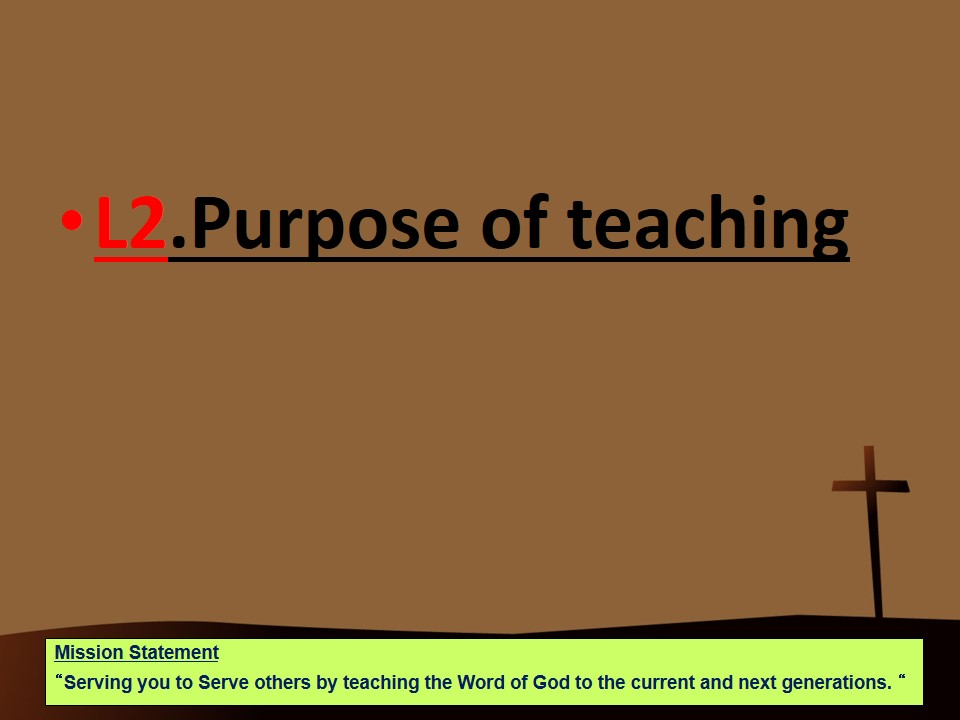 • L2.Purpose of teaching
Mission Statement
“Serving you to Serve others by teaching the Word of God to the current and next generations. “